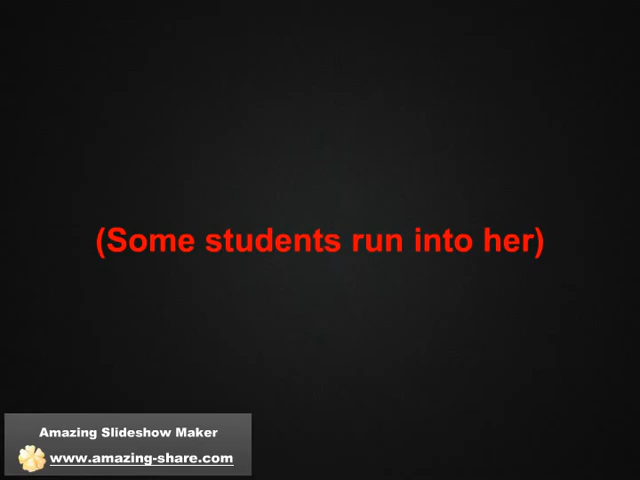 (Some students run into her)
Amazing Slideshow Maker
www.amazing-share.com